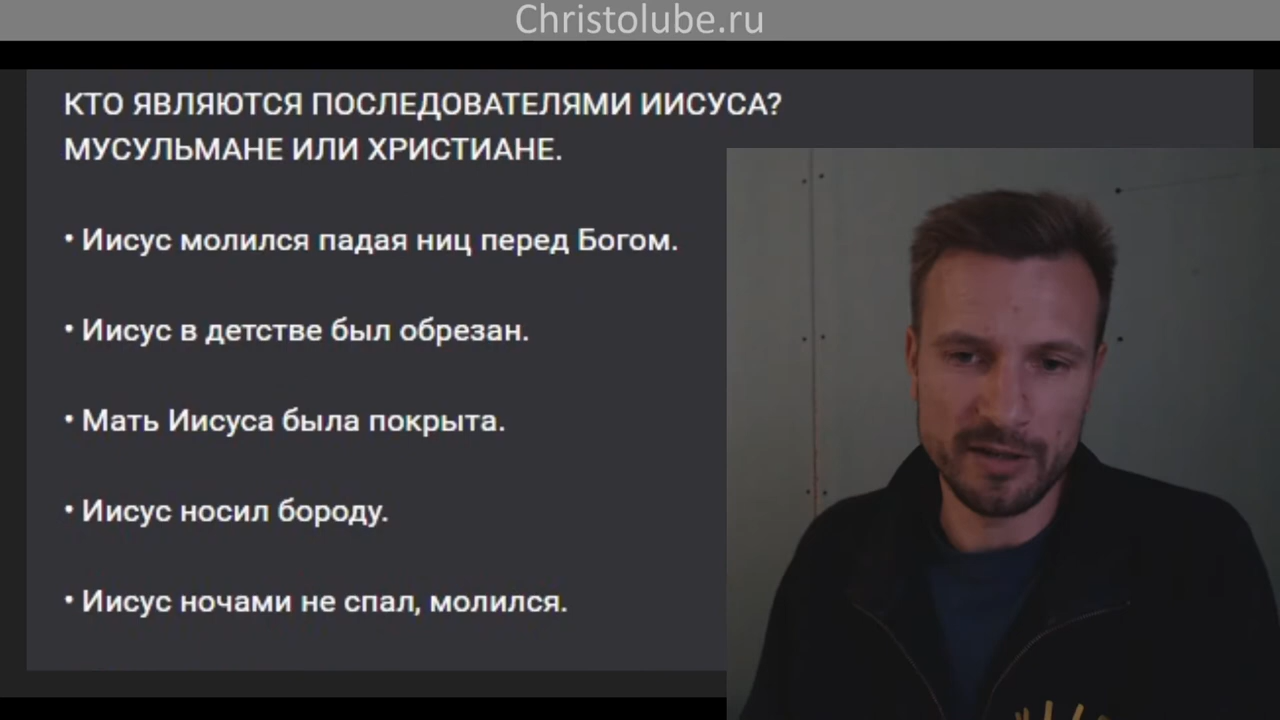 Christolube.ru
КТО ЯВЛЯЮТСЯ ПОСЛЕДОВАТЕЛЯМИ ИИСУСА?
МУСУЛЬМАНЕ ИЛИ ХРИСТИАНЕ.
• Иисус молился падая ниц перед Богом.
• Иисус в детстве был обрезан.
• Мать Иисуса была покрыта.
• Иисус носил бороду.
• Иисус ночами не спал, молился.